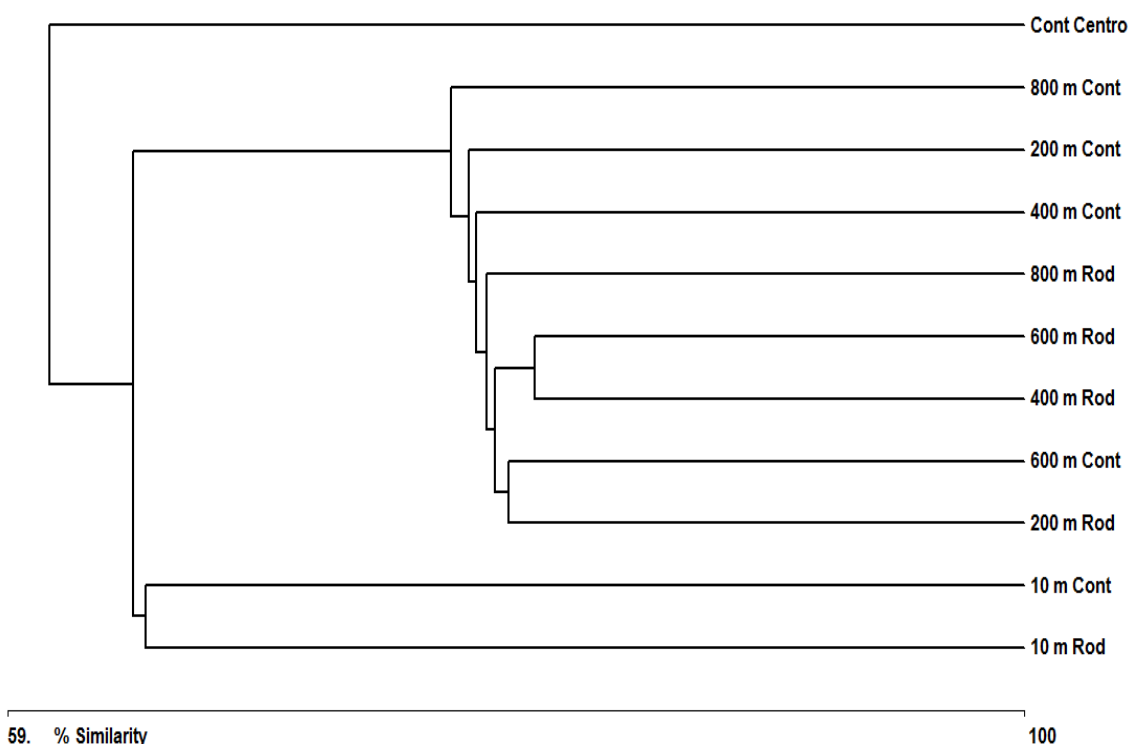 Cont Centro
800 m Cont
200 m Cont
400 m Cont
800 m Rod
600 m Rod
400 m Rod
600 m Cont
200 m Rod
10 m Cont
10 m Rod
59. % Similarity 100